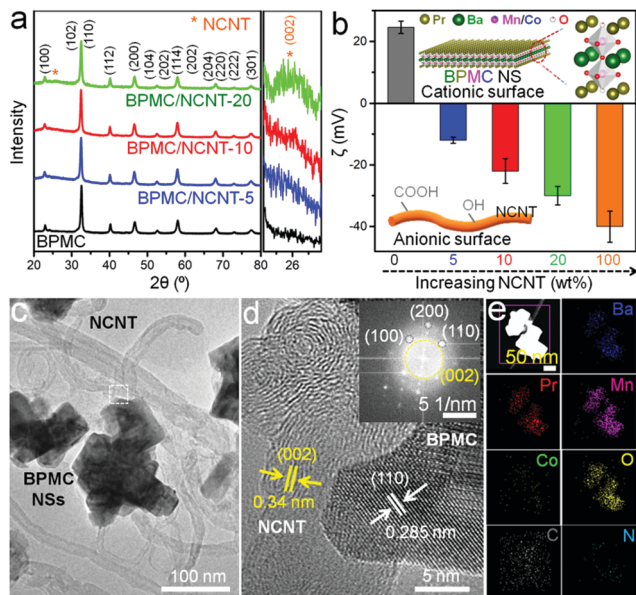 a
* NCNT
(100)
*
(102)
(110)
(112)
(200)
(104)
(202)
(114)
(202)
(204)
(220)
(222)
(301)
* (002)
BPMC/NCNT-20
BPMC/NCNT-10
BPMC/NCNT-5
BPMC
Intensity
20 30 40 50 60 70 80
26
2θ (º)
b
Pr Ba Mn/Co O
BPMC NS
Cationic surface
20
0
-20
-40
ζ (mV)
COOH
OH
NCNT
Anionic surface
0 5 10 20 100
Increasing NCNT (wt%)
c
NCNT
BPMC
NSs
100 nm
d
(200)
(100)
(110)
(002)
5 1/nm
BPMC
(002)
0.34 nm
NCNT
(110)
0.285 nm
5 nm
e
50 nm
Ba
Pr
Mn
Co
O
C
N